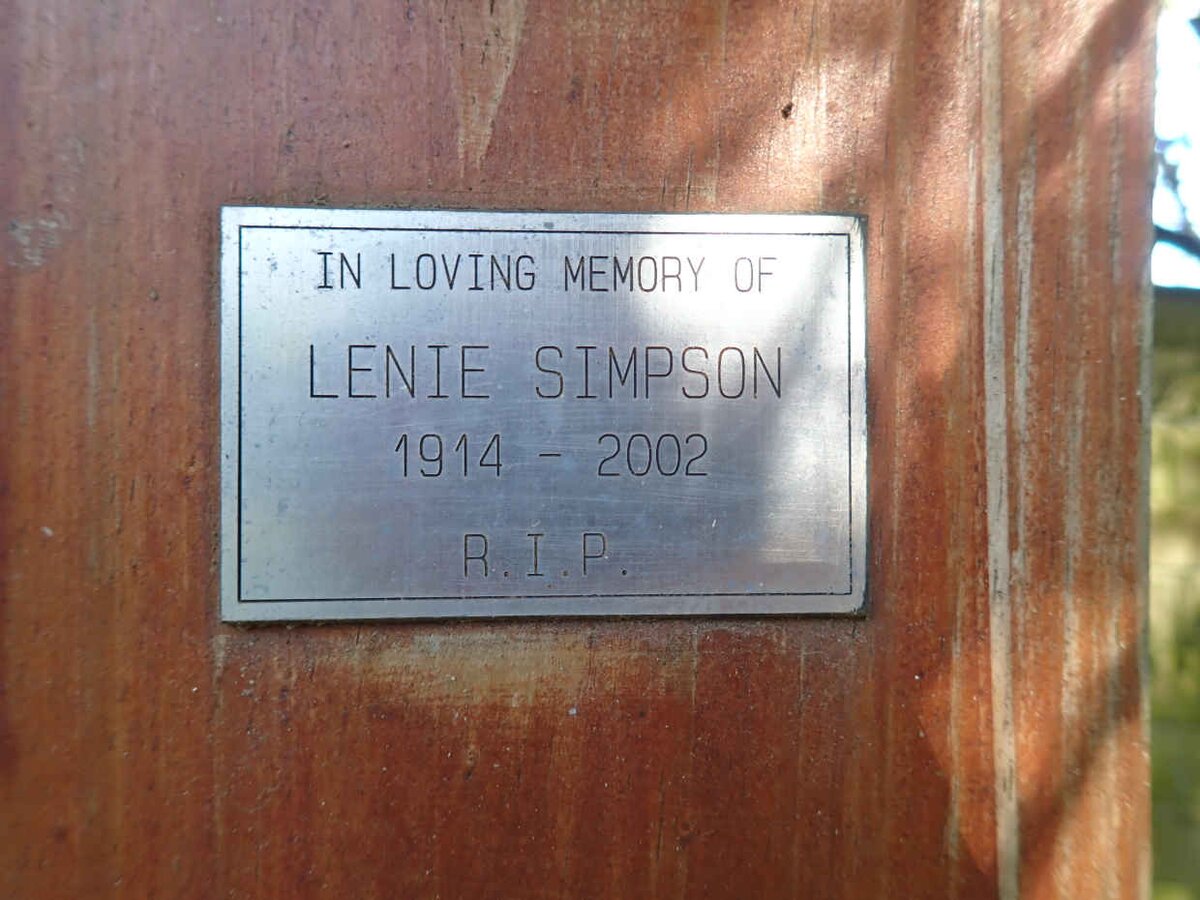 IN LOVING MEMORY OF
LENIE SIMPSON
1914 - 2002
R.I.P.